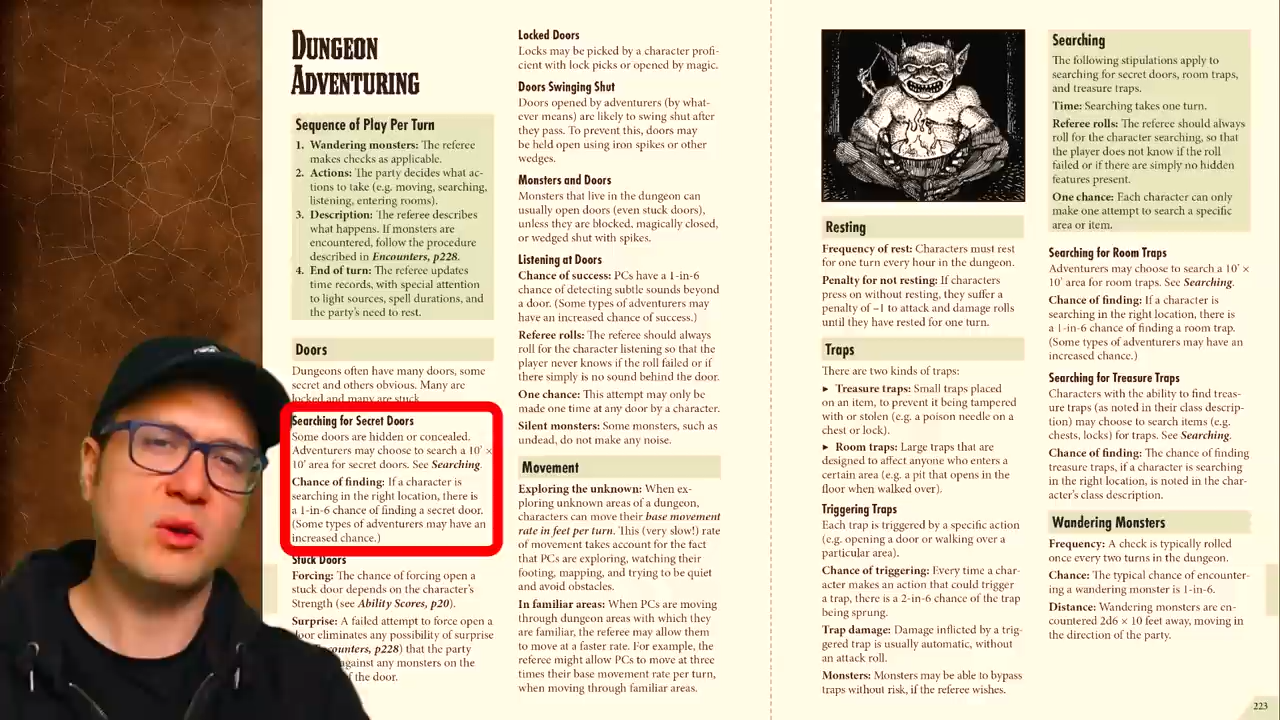 DUNGEON
ADVENTURING
Sequence of Play Per Turn
1. Wandering monsters: The referee
makes checks as applicable.
2. Actions: The party decides what ac-
tions to take (e.g. moving, searching,
listening, entering rooms).
3. Description: The referee describes
what happens. If monsters are
encountered, follow the procedure
described in Encounters, p228.
4. End of turn: The referee updates
time records, with special attention
to light sources, spell durations, and
the party's need to rest.
Doors
Dungeons often have many doors, some
secret and others obvious. Many are
locked and many are stuck.
Searching for Secret Doors
Some doors are hidden or concealed.
Adventurers may choose to search a 10' ×
10' area for secret doors. See Searching.
Chance of finding: If a character is
searching in the right location, there is
a 1-in-6 chance of finding a secret door.
(Some types of adventurers may have an
increased chance.)
Stuck Doors
Forcing: The chance of forcing open a
stuck door depends on the character's
Strength (see Ability Scores, p20).
Surprise: A failed attempt to force open a
door eliminates any possibility of surprise
counters, p228) that the party
against any monsters on the
of the door.
Locked Doors
Locks may be picked by a character profi-
cient with lock picks or opened by magic.
Doors Swinging Shut
Doors opened by adventurers (by what-
ever means) are likely to swing shut after
they pass. To prevent this, doors may
be held open using iron spikes or other
wedges.
Monsters and Doors
Monsters that live in the dungeon can
usually open doors (even stuck doors),
unless they are blocked, magically closed,
or wedged shut with spikes.
Listening at Doors
Chance of success: PCs have a 1-in-6
chance of detecting subtle sounds beyond
a door. (Some types of adventurers may
have an increased chance of success.)
Referee rolls: The referee should always
roll for the character listening so that the
player never knows if the roll failed or if
there simply is no sound behind the door.
One chance: This attempt may only be
made one time at any door by a character.
Silent monsters: Some monsters, such as
undead, do not make any noise.
Movement
Exploring the unknown: When ex-
ploring unknown areas of a dungeon,
characters can move their base movement
rate in feet per turn. This (very slow!) rate
of movement takes account for the fact
that PCs are exploring, watching their
footing, mapping, and trying to be quiet
and avoid obstacles.
In familiar areas: When PCs are moving
through dungeon areas with which they
are familiar, the referee may allow them
to move at a faster rate. For example, the
referee might allow PCs to move at three
times their base movement rate per turn,
when moving through familiar areas.
Resting
Frequency of rest: Characters must rest
for one turn every hour in the dungeon.
Penalty for not resting: If characters
press on without resting, they suffer a
penalty of –1 to attack and damage rolls
until they have rested for one turn.
Traps
There are two kinds of traps:
▶ Treasure traps: Small traps placed
on an item, to prevent it being tampered
with or stolen (e.g. a poison needle on a
chest or lock).
▶ Room traps: Large traps that are
designed to affect anyone who enters a
certain area (e.g. a pit that opens in the
floor when walked over).
Triggering Traps
Each trap is triggered by a specific action
(e.g. opening a door or walking over a
particular area).
Chance of triggering: Every time a char-
acter makes an action that could trigger
a trap, there is a 2-in-6 chance of the trap
being sprung.
Trap damage: Damage inflicted by a trig-
gered trap is usually automatic, without
an attack roll.
Monsters: Monsters may be able to bypass
traps without risk, if the referee wishes.
Searching
The following stipulations apply to
searching for secret doors, room traps,
and treasure traps.
Time: Searching takes one turn.
Referee rolls: The referee should always
roll for the character searching, so that
the player does not know if the roll
failed or if there are simply no hidden
features present.
One chance: Each character can only
make one attempt to search a specific
area or item.
Searching for Room Traps
Adventurers may choose to search a 10' ×
10' area for room traps. See Searching.
Chance of finding: If a character is
searching in the right location, there is
a 1-in-6 chance of finding a room trap.
(Some types of adventurers may have an
increased chance.)
Searching for Treasure Traps
Characters with the ability to find treas-
ure traps (as noted in their class descrip-
tion) may choose to search items (e.g.
chests, locks) for traps. See Searching.
Chance of finding: The chance of finding
treasure traps, if a character is searching
in the right location, is noted in the char-
acter's class description.
Wandering Monsters
Frequency: A check is typically rolled
once every two turns in the dungeon.
Chance: The typical chance of encounter-
ing a wandering monster is 1-in-6.
Distance: Wandering monsters are en-
countered 2d6 × 10 feet away, moving in
the direction of the party.
223